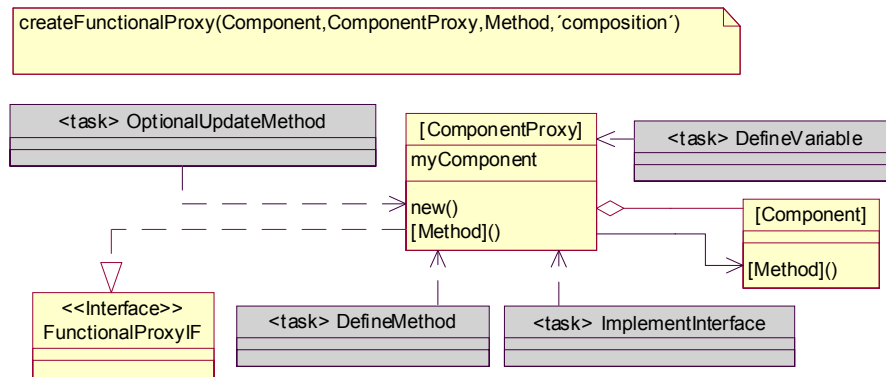 createFunctionalProxy(Component,ComponentProxy,Method,´composition´)
<task> OptionalUpdateMethod
[ComponentProxy]
myComponent
new()
[Method]()
<task> DefineVariable
[Component]
[Method]()
<<Interface>>
FunctionalProxyIF
<task> DefineMethod
<task> ImplementInterface